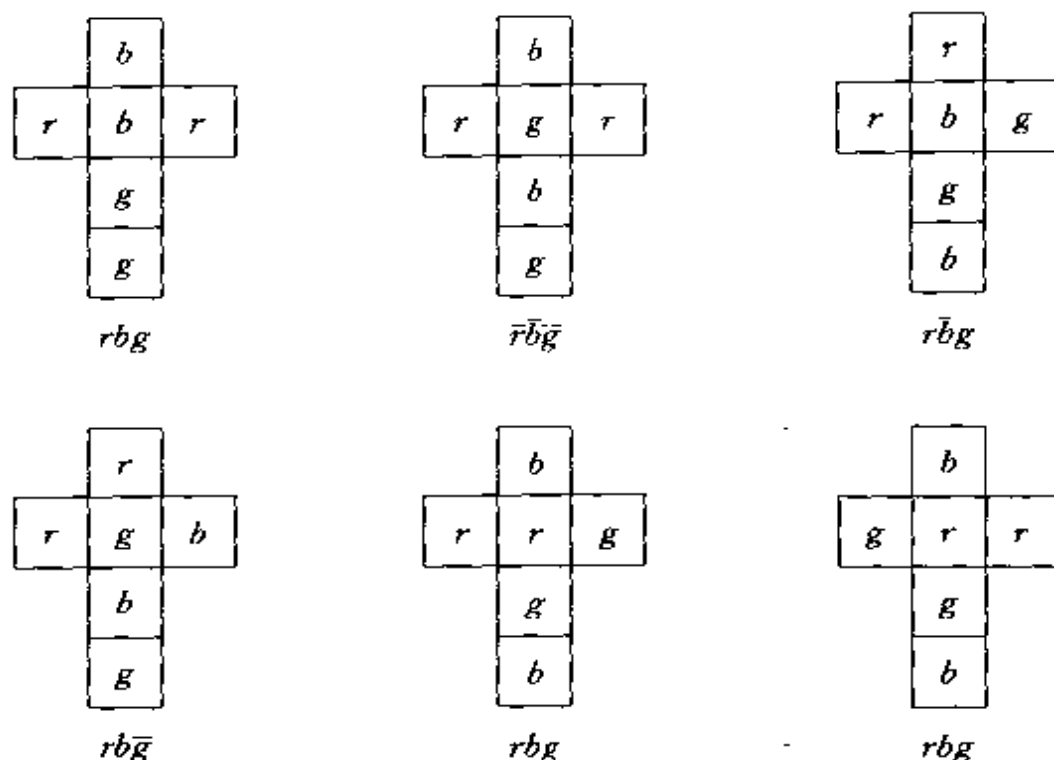 b b r
r b r r g r r b g
g b g
g g b
rbg r̄b̄ḡ rb̄g
r b b
r g b r r g g r r
b g g
g b b
rbḡ rbg rbg